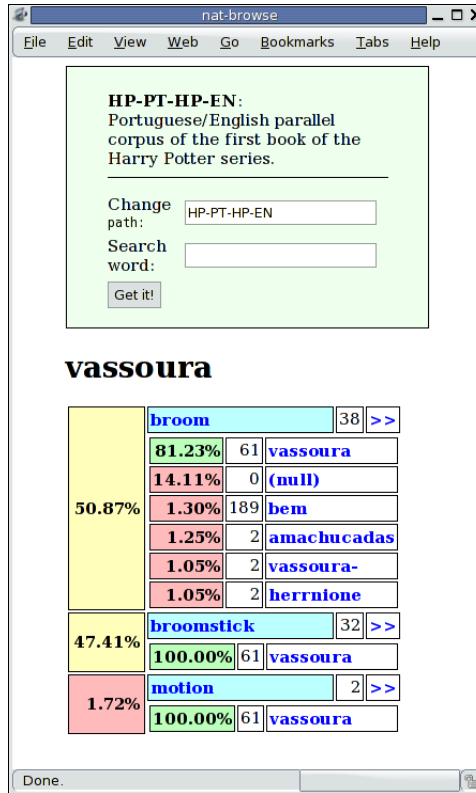 nat-browse
File Edit View Web Go Bookmarks Tabs Help
HP-PT-HP-EN:
Portuguese/English parallel
corpus of the first book of the
Harry Potter series.
Change
path:
HP-PT-HP-EN
Search
word:
Get it!
vassoura
50.87%
broom 38 >>
81.23% 61 vassoura
14.11% 0 (null)
1.30% 189 bem
1.25% 2 amachucadas
1.05% 2 vassoura-
1.05% 2 herrnione
47.41%
broomstick 32 >>
100.00% 61 vassoura
1.72%
motion 2 >>
100.00% 61 vassoura
Done.